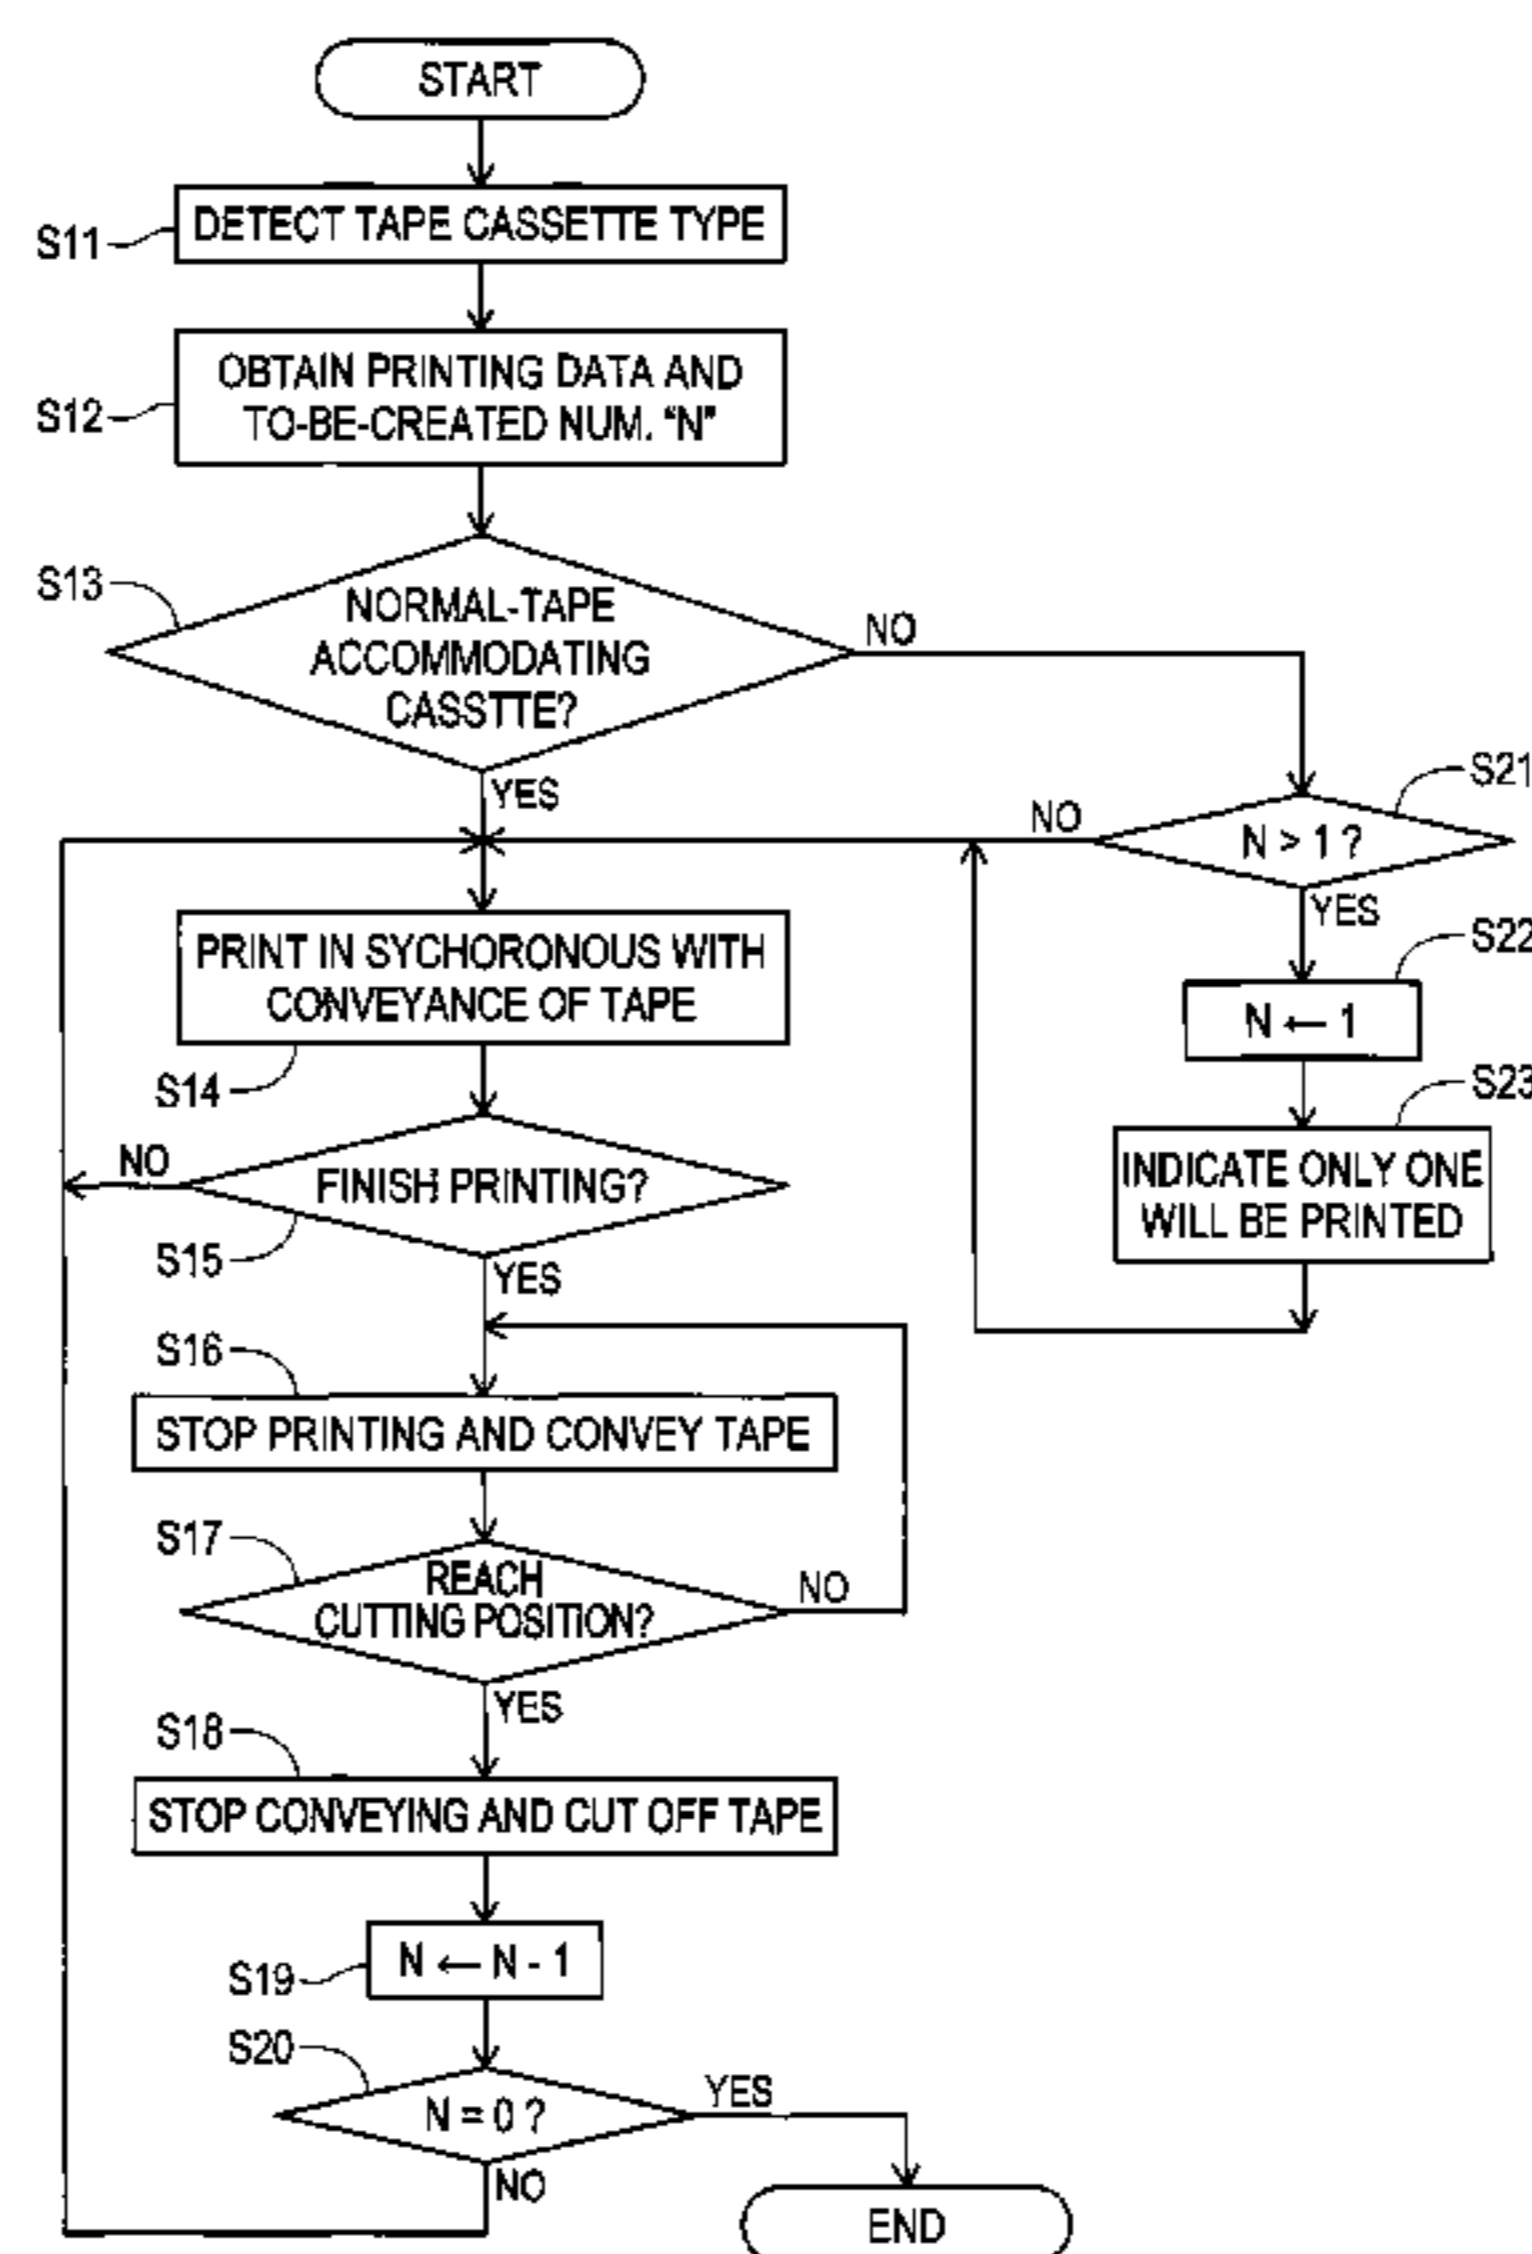 START
S11
DETECT TAPE CASSETTE TYPE
S12
OBTAIN PRINTING DATA AND
TO-BE-CREATED NUM. "N"
S13
NORMAL-TAPE
ACCOMMODATING
CASSTTE?
NO
YES
S21
N > 1 ?
NO
YES
S22
N ← 1
S23
INDICATE ONLY ONE
WILL BE PRINTED
PRINT IN SYCHORONOUS WITH
CONVEYANCE OF TAPE
S14
NO
FINISH PRINTING?
S15
YES
S16
STOP PRINTING AND CONVEY TAPE
S17
REACH
CUTTING POSITION?
NO
YES
S18
STOP CONVEYING AND CUT OFF TAPE
S19
N ← N - 1
S20
N = 0 ?
YES
NO
END